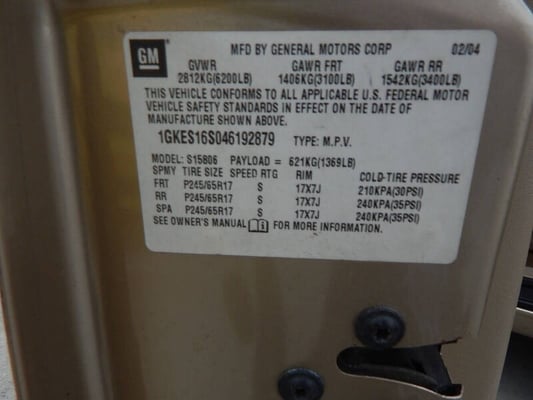 GM
MFD BY GENERAL MOTORS CORP 02/04
GVWR GAWR FRT GAWR RR
2812KG(6200LB) 1406KG(3100LB) 1542KG(3400LB)
THIS VEHICLE CONFORMS TO ALL APPLICABLE U.S. FEDERAL MOTOR
VEHICLE SAFETY STANDARDS IN EFFECT ON THE DATE OF
MANUFACTURE SHOWN ABOVE.
1GKES16S046192879 TYPE: M.P.V.
MODEL: S15806 PAYLOAD = 621KG(1369LB)
SPMY TIRE SIZE SPEED RTG RIM COLD-TIRE PRESSURE
FRT P245/65R17 S 17X7J 210KPA(30PSI)
RR P245/65R17 S 17X7J 240KPA(35PSI)
SPA P245/65R17 S 17X7J 240KPA(35PSI)
SEE OWNER'S MANUAL FOR MORE INFORMATION.